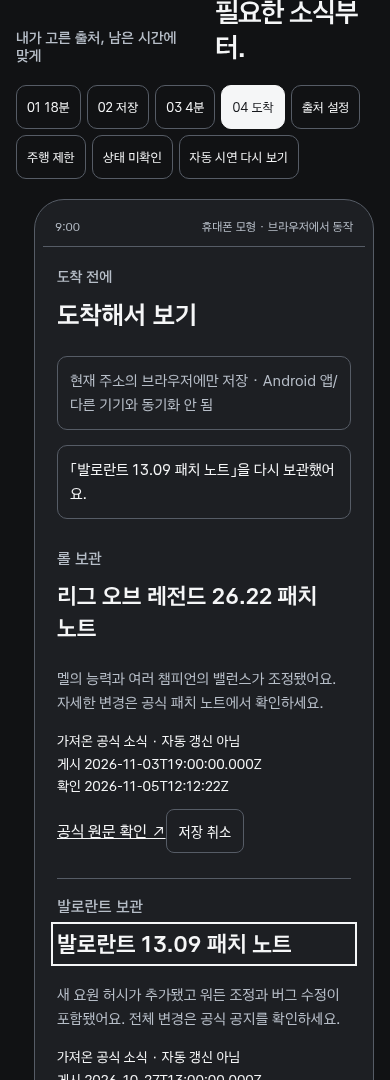 필요한 소식부
터.
내가 고른 출처, 남은 시간에
맞게
01 18분
02 저장
03 4분
04 도착
출처 설정
주행 제한
상태 미확인
자동 시연 다시 보기
9:00
휴대폰 모형 · 브라우저에서 동작
도착 전에
도착해서 보기
현재 주소의 브라우저에만 저장 · Android 앱/
다른 기기와 동기화 안 됨
「발로란트 13.09 패치 노트」을 다시 보관했어
요.
롤 보관
리그 오브 레전드 26.22 패치
노트
멜의 능력과 여러 챔피언의 밸런스가 조정됐어요.
자세한 변경은 공식 패치 노트에서 확인하세요.
가져온 공식 소식 · 자동 갱신 아님
게시 2026-11-03T19:00:00.000Z
확인 2026-11-05T12:12:22Z
공식 원문 확인 ↗
저장 취소
발로란트 보관
발로란트 13.09 패치 노트
새 요원 허시가 추가됐고 워든 조정과 버그 수정이
포함됐어요. 전체 변경은 공식 공지를 확인하세요.
가져온 공식 소식 · 자동 갱신 아님
게시 2026-10-27T13:00:00.000Z